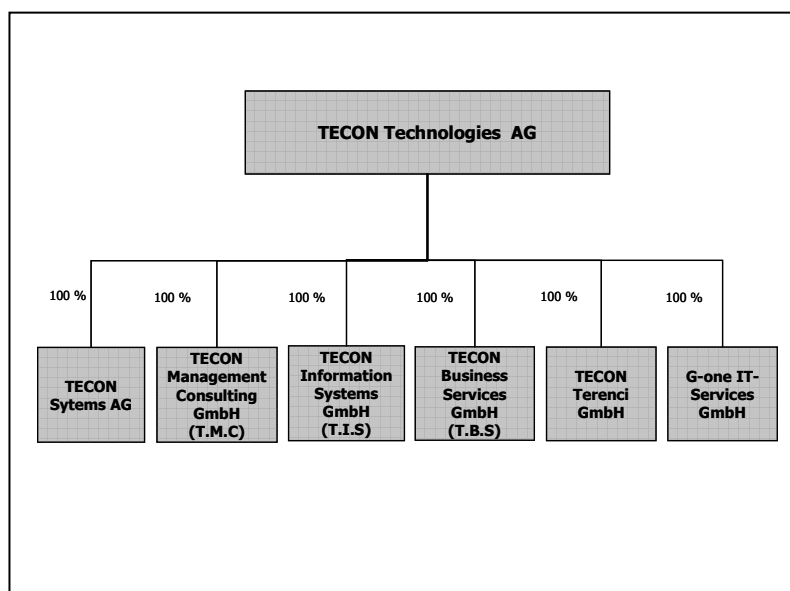 TECON Technologies AG
100 %
100 %
100 %
100 %
100 %
100 %
TECON
Sytems AG
TECON
Management
Consulting
GmbH
(T.M.C)
TECON
Information
Systems
GmbH
(T.I.S)
TECON
Business
Services
GmbH
(T.B.S)
TECON
Terenci
GmbH
G-one IT-
Services
GmbH